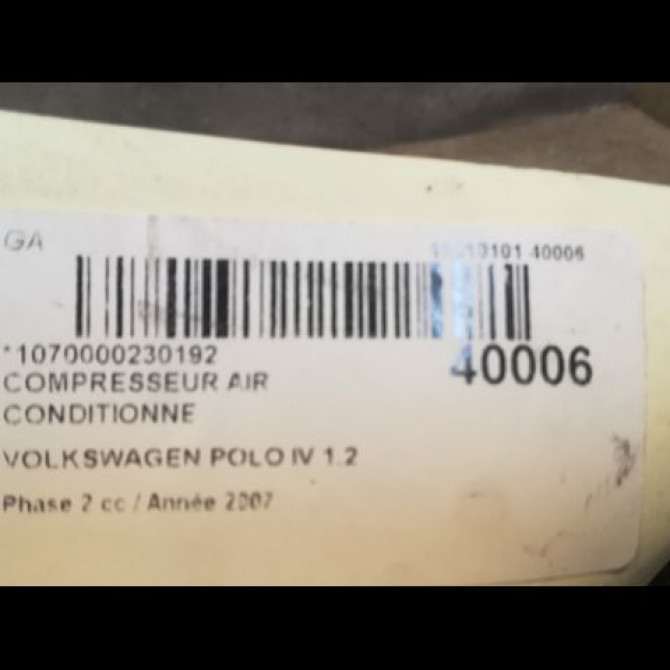 GA
40006
*1070000230192
40006
COMPRESSEUR AIR
CONDITIONNE
VOLKSWAGEN POLO IV 1.2
Phase 2 cc / Année 2007